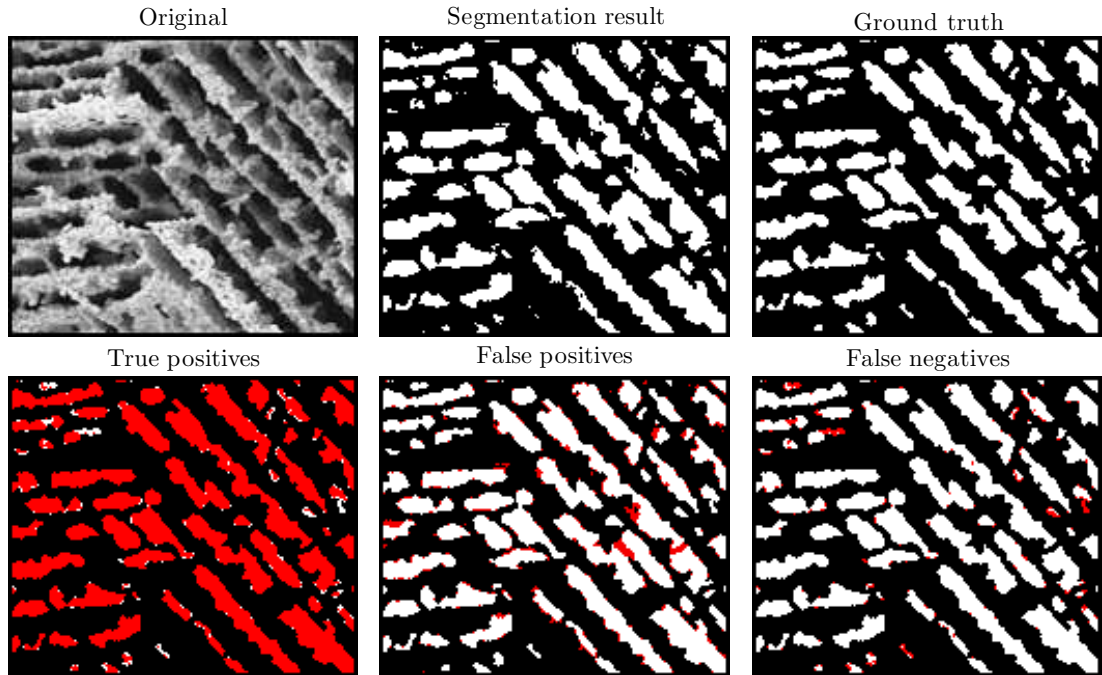 Original
Segmentation result
Ground truth
True positives
False positives
False negatives